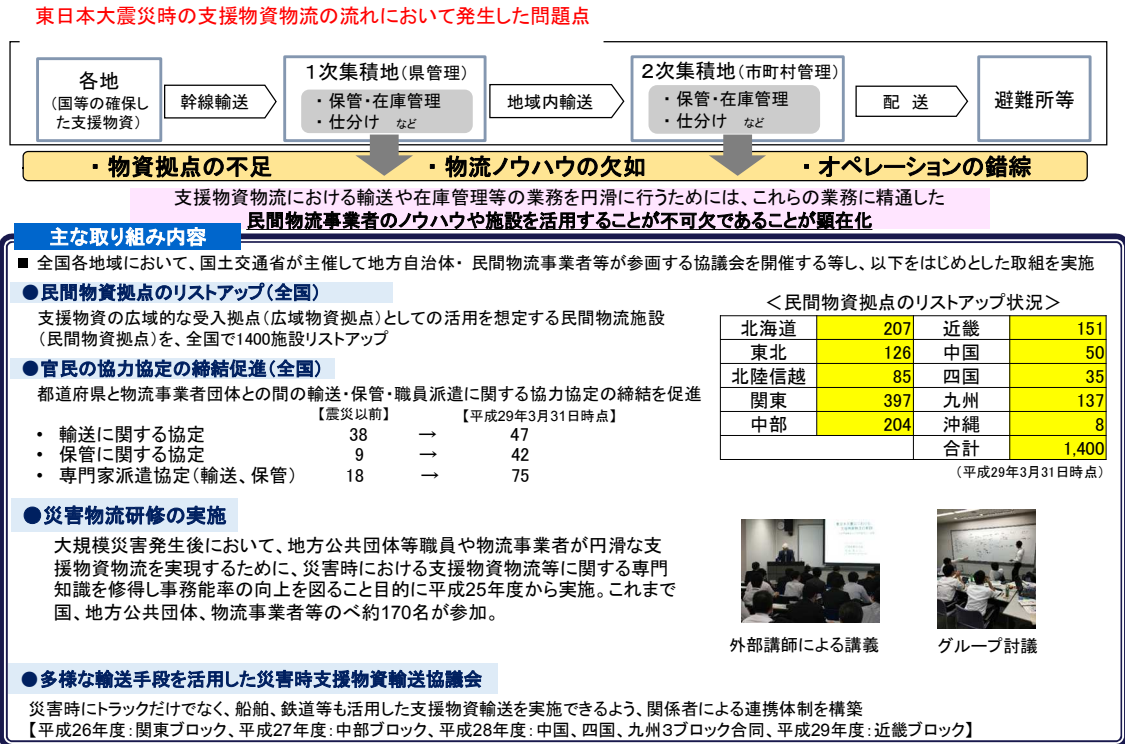 東日本大震災時の支援物資物流の流れにおいて発生した問題点
各地
(国等の確保し
た支援物資)
幹線輸送
1次集積地(県管理)
・保管・在庫管理
・仕分け など
地域内輸送
2次集積地(市町村管理)
・保管・在庫管理
・仕分け など
配 送
避難所等
・物資拠点の不足 ・物流ノウハウの欠如 ・オペレーションの錯綜
支援物資物流における輸送や在庫管理等の業務を円滑に行うためには、これらの業務に精通した
民間物流事業者のノウハウや施設を活用することが不可欠であることが顕在化
主な取り組み内容
■ 全国各地域において、国土交通省が主催して地方自治体・ 民間物流事業者等が参画する協議会を開催する等し、以下をはじめとした取組を実施
●民間物資拠点のリストアップ(全国)
支援物資の広域的な受入拠点(広域物資拠点)としての活用を想定する民間物流施設
(民間物資拠点)を、全国で1400施設リストアップ
●官民の協力協定の締結促進(全国)
都道府県と物流事業者団体との間の輸送・保管・職員派遣に関する協力協定の締結を促進
【震災以前】 【平成29年3月31日時点】
・ 輸送に関する協定 38 → 47
・ 保管に関する協定 9 → 42
・ 専門家派遣協定(輸送、保管) 18 → 75
<民間物資拠点のリストアップ状況>
北海道 207 近畿 151
東北 126 中国 50
北陸信越 85 四国 35
関東 397 九州 137
中部 204 沖縄 8
合計 1,400
(平成29年3月31日時点)
●災害物流研修の実施
大規模災害発生後において、地方公共団体等職員や物流事業者が円滑な支
援物資物流を実現するために、災害時における支援物資物流等に関する専門
知識を修得し事務能率の向上を図ること目的に平成25年度から実施。これまで
国、地方公共団体、物流事業者等のべ約170名が参加。
外部講師による講義
グループ討議
●多様な輸送手段を活用した災害時支援物資輸送協議会
災害時にトラックだけでなく、船舶、鉄道等も活用した支援物資輸送を実施できるよう、関係者による連携体制を構築
【平成26年度:関東ブロック、平成27年度:中部ブロック、平成28年度:中国、四国、九州3ブロック合同、平成29年度:近畿ブロック】